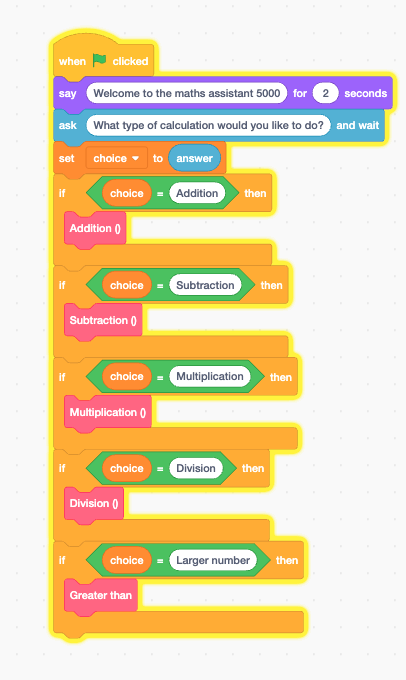 when clicked
say Welcome to the maths assistant 5000 for 2 seconds
ask What type of calculation would you like to do? and wait
set choice to answer
if choice = Addition then
Addition ()
if choice = Subtraction then
Subtraction ()
if choice = Multiplication then
Multiplication ()
if choice = Division then
Division ()
if choice = Larger number then
Greater than